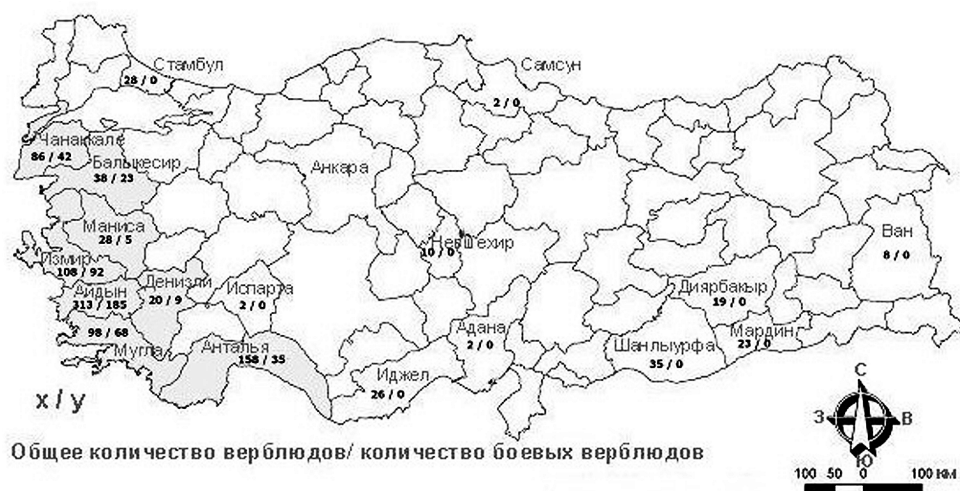 Стамбул
28 / 0
Самсун
2 / 0
Чанаккале
86 / 42
Балыкесир
38 / 23
Анкара
Маниса
28 / 5
Невшехир
10 / 0
Ван
8 / 0
Измир
108 / 92
Денизли
20 / 9
Айдын
313 / 185
Испарта
2 / 0
Диярбакыр
19 / 0
98 / 68
Мугла
Анталья
158 / 35
Адана
2 / 0
Шанлыурфа
35 / 0
Мардин
23 / 0
Иджел
26 / 0
x / y
С
З
В
Ю
Общее количество верблюдов/ количество боевых верблюдов
100 50 0 100 КМ